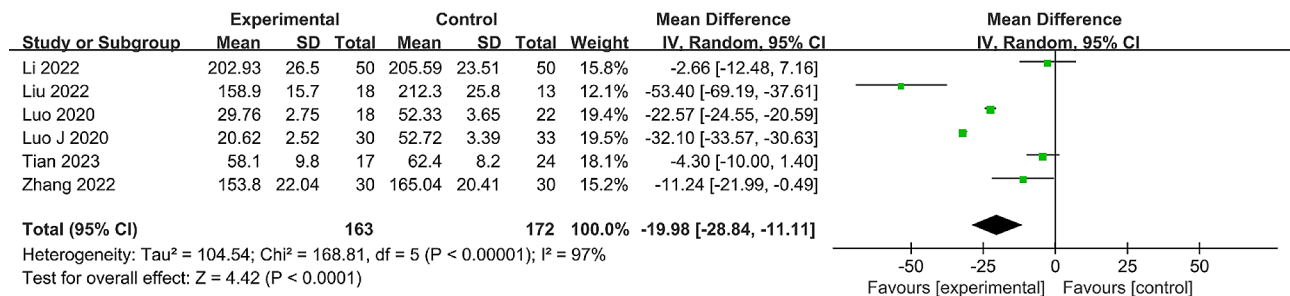 Experimental Control Mean Difference Mean Difference
Study or Subgroup Mean SD Total Mean SD Total Weight IV, Random, 95% CI IV, Random, 95% CI
Li 2022 202.93 26.5 50 205.59 23.51 50 15.8% -2.66 [-12.48, 7.16]
Liu 2022 158.9 15.7 18 212.3 25.8 13 12.1% -53.40 [-69.19, -37.61]
Luo 2020 29.76 2.75 18 52.33 3.65 22 19.4% -22.57 [-24.55, -20.59]
Luo J 2020 20.62 2.52 30 52.72 3.39 33 19.5% -32.10 [-33.57, -30.63]
Tian 2023 58.1 9.8 17 62.4 8.2 24 18.1% -4.30 [-10.00, 1.40]
Zhang 2022 153.8 22.04 30 165.04 20.41 30 15.2% -11.24 [-21.99, -0.49]
Total (95% CI) 163 172 100.0% -19.98 [-28.84, -11.11]
Heterogeneity: Tau² = 104.54; Chi² = 168.81, df = 5 (P < 0.00001); I² = 97%
Test for overall effect: Z = 4.42 (P < 0.0001)
-50 -25 0 25 50
Favours [experimental] Favours [control]